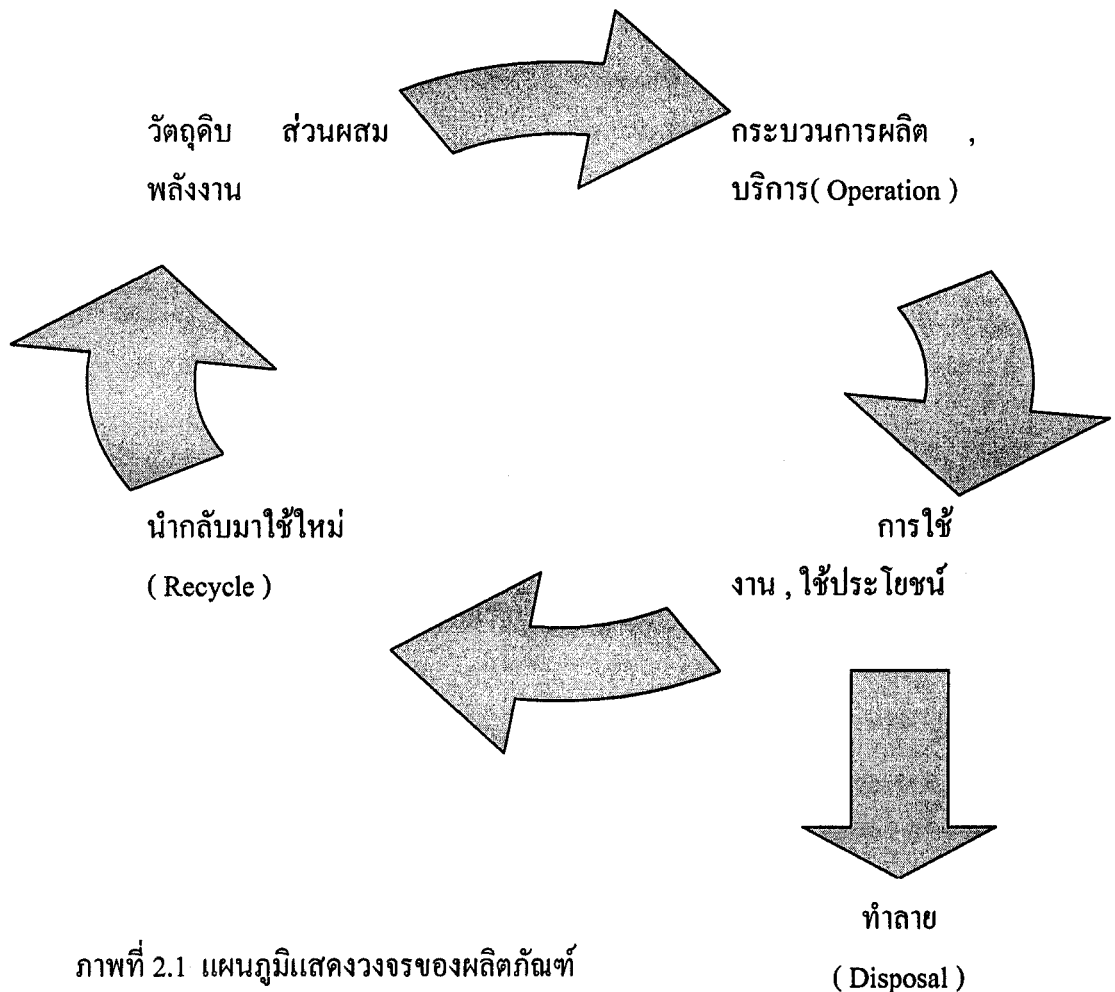 วัตถุดิบ ส่วนผสม
พลังงาน
กระบวนการผลิต ,
บริการ( Operation )
นำกลับมาใช้ใหม่
( Recycle )
การใช้
งาน , ใช้ประโยชน์
ทำลาย
( Disposal )
ภาพที่ 2.1 แผนภูมิแสดงวงจรของผลิตภัณฑ์